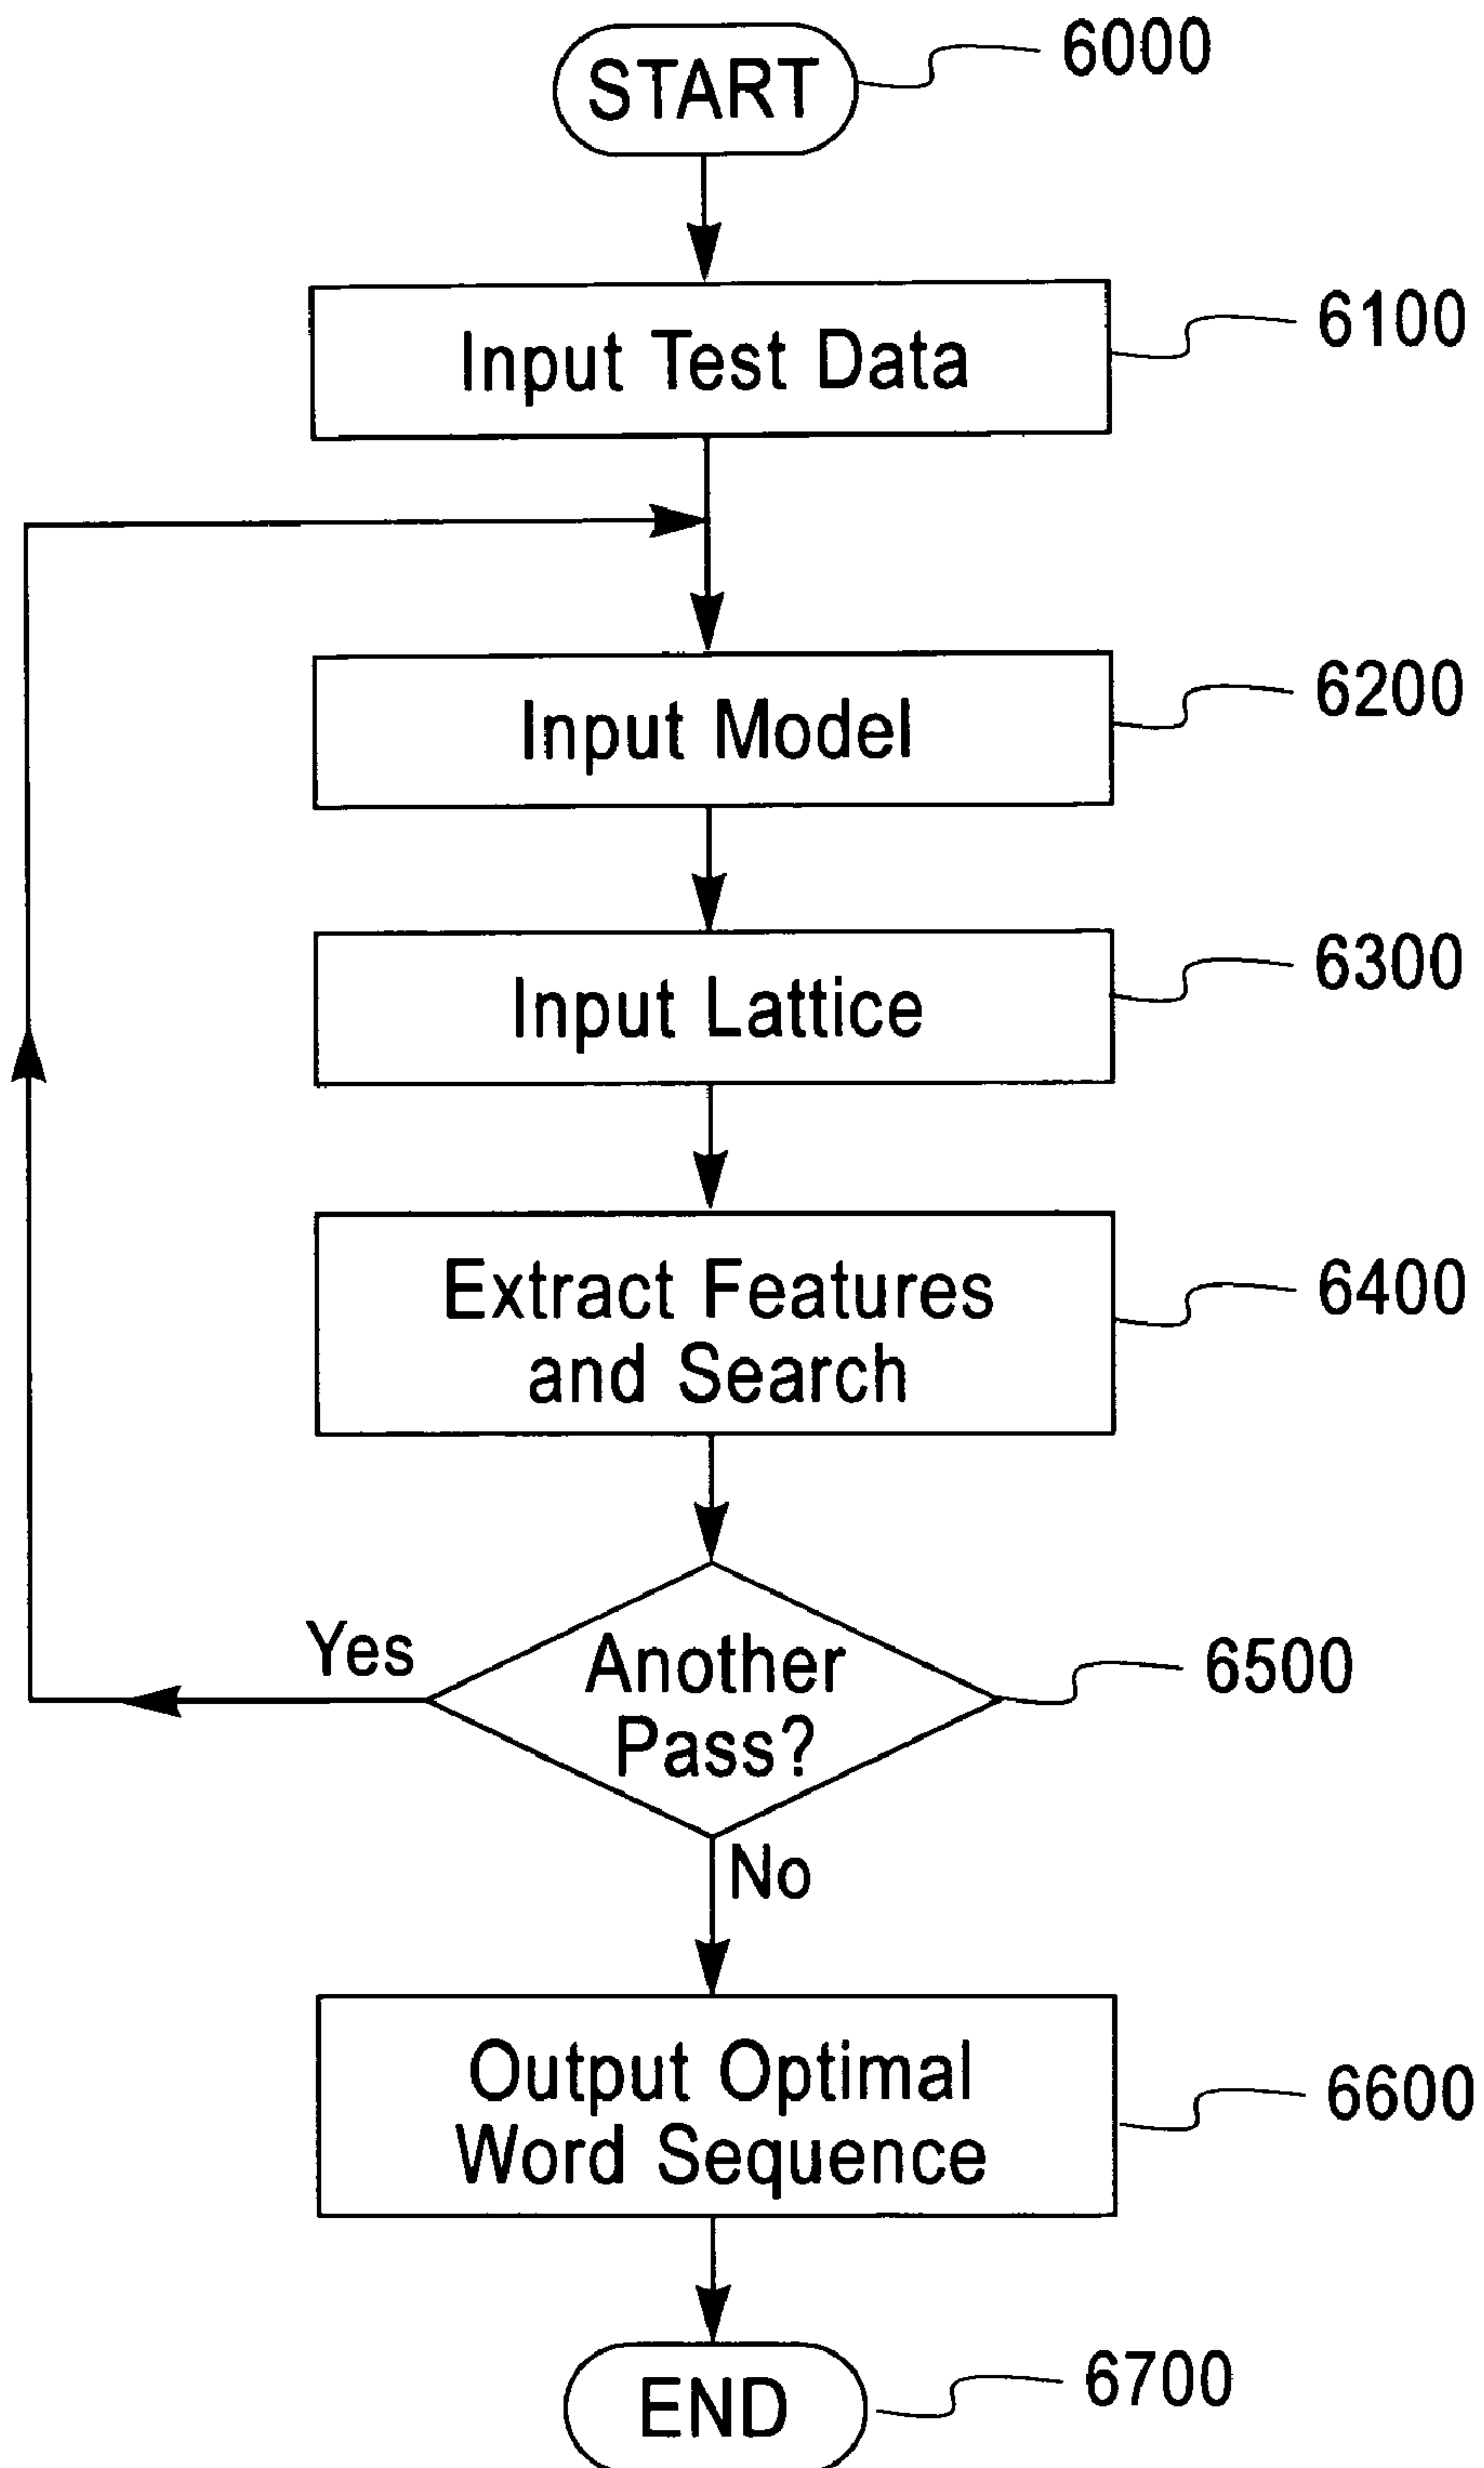 START
6000
Input Test Data
6100
Input Model
6200
Input Lattice
6300
Extract Features
and Search
6400
Yes
Another
Pass?
6500
No
Output Optimal
Word Sequence
6600
END
6700